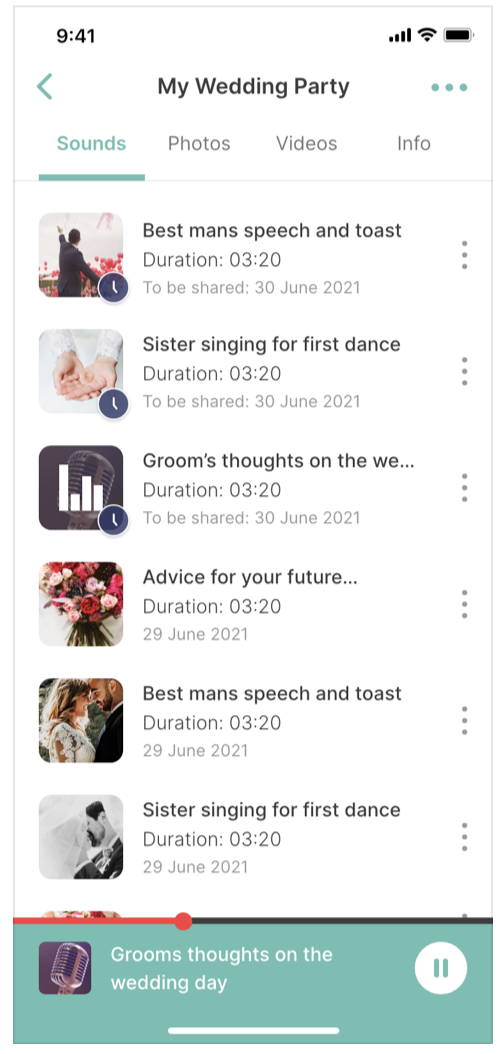 9:41
My Wedding Party
Sounds Photos Videos Info
Best mans speech and toast
Duration: 03:20
To be shared: 30 June 2021
Sister singing for first dance
Duration: 03:20
To be shared: 30 June 2021
Groom’s thoughts on the we...
Duration: 03:20
To be shared: 30 June 2021
Advice for your future...
Duration: 03:20
29 June 2021
Best mans speech and toast
Duration: 03:20
29 June 2021
Sister singing for first dance
Duration: 03:20
29 June 2021
Grooms thoughts on the
wedding day